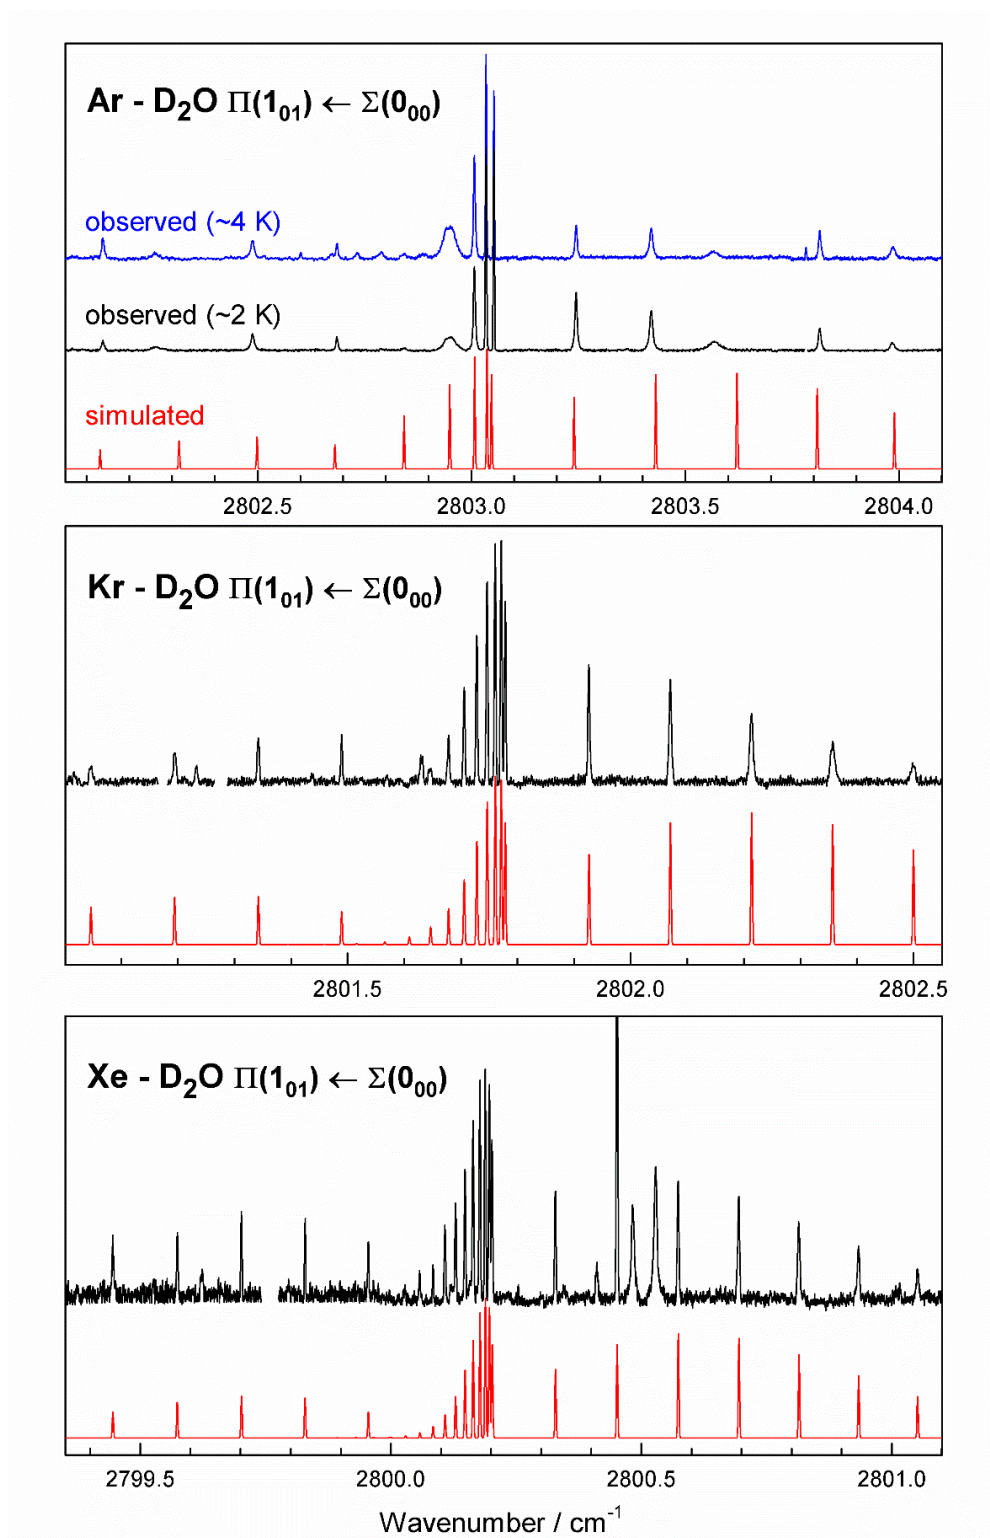 Ar - D₂O Π(1₀₁) ← Σ(0₀₀)
observed (~4 K)
observed (~2 K)
simulated
2802.5 2803.0 2803.5 2804.0
Kr - D₂O Π(1₀₁) ← Σ(0₀₀)
2801.5 2802.0 2802.5
Xe - D₂O Π(1₀₁) ← Σ(0₀₀)
2799.5 2800.0 2800.5 2801.0
Wavenumber / cm⁻¹